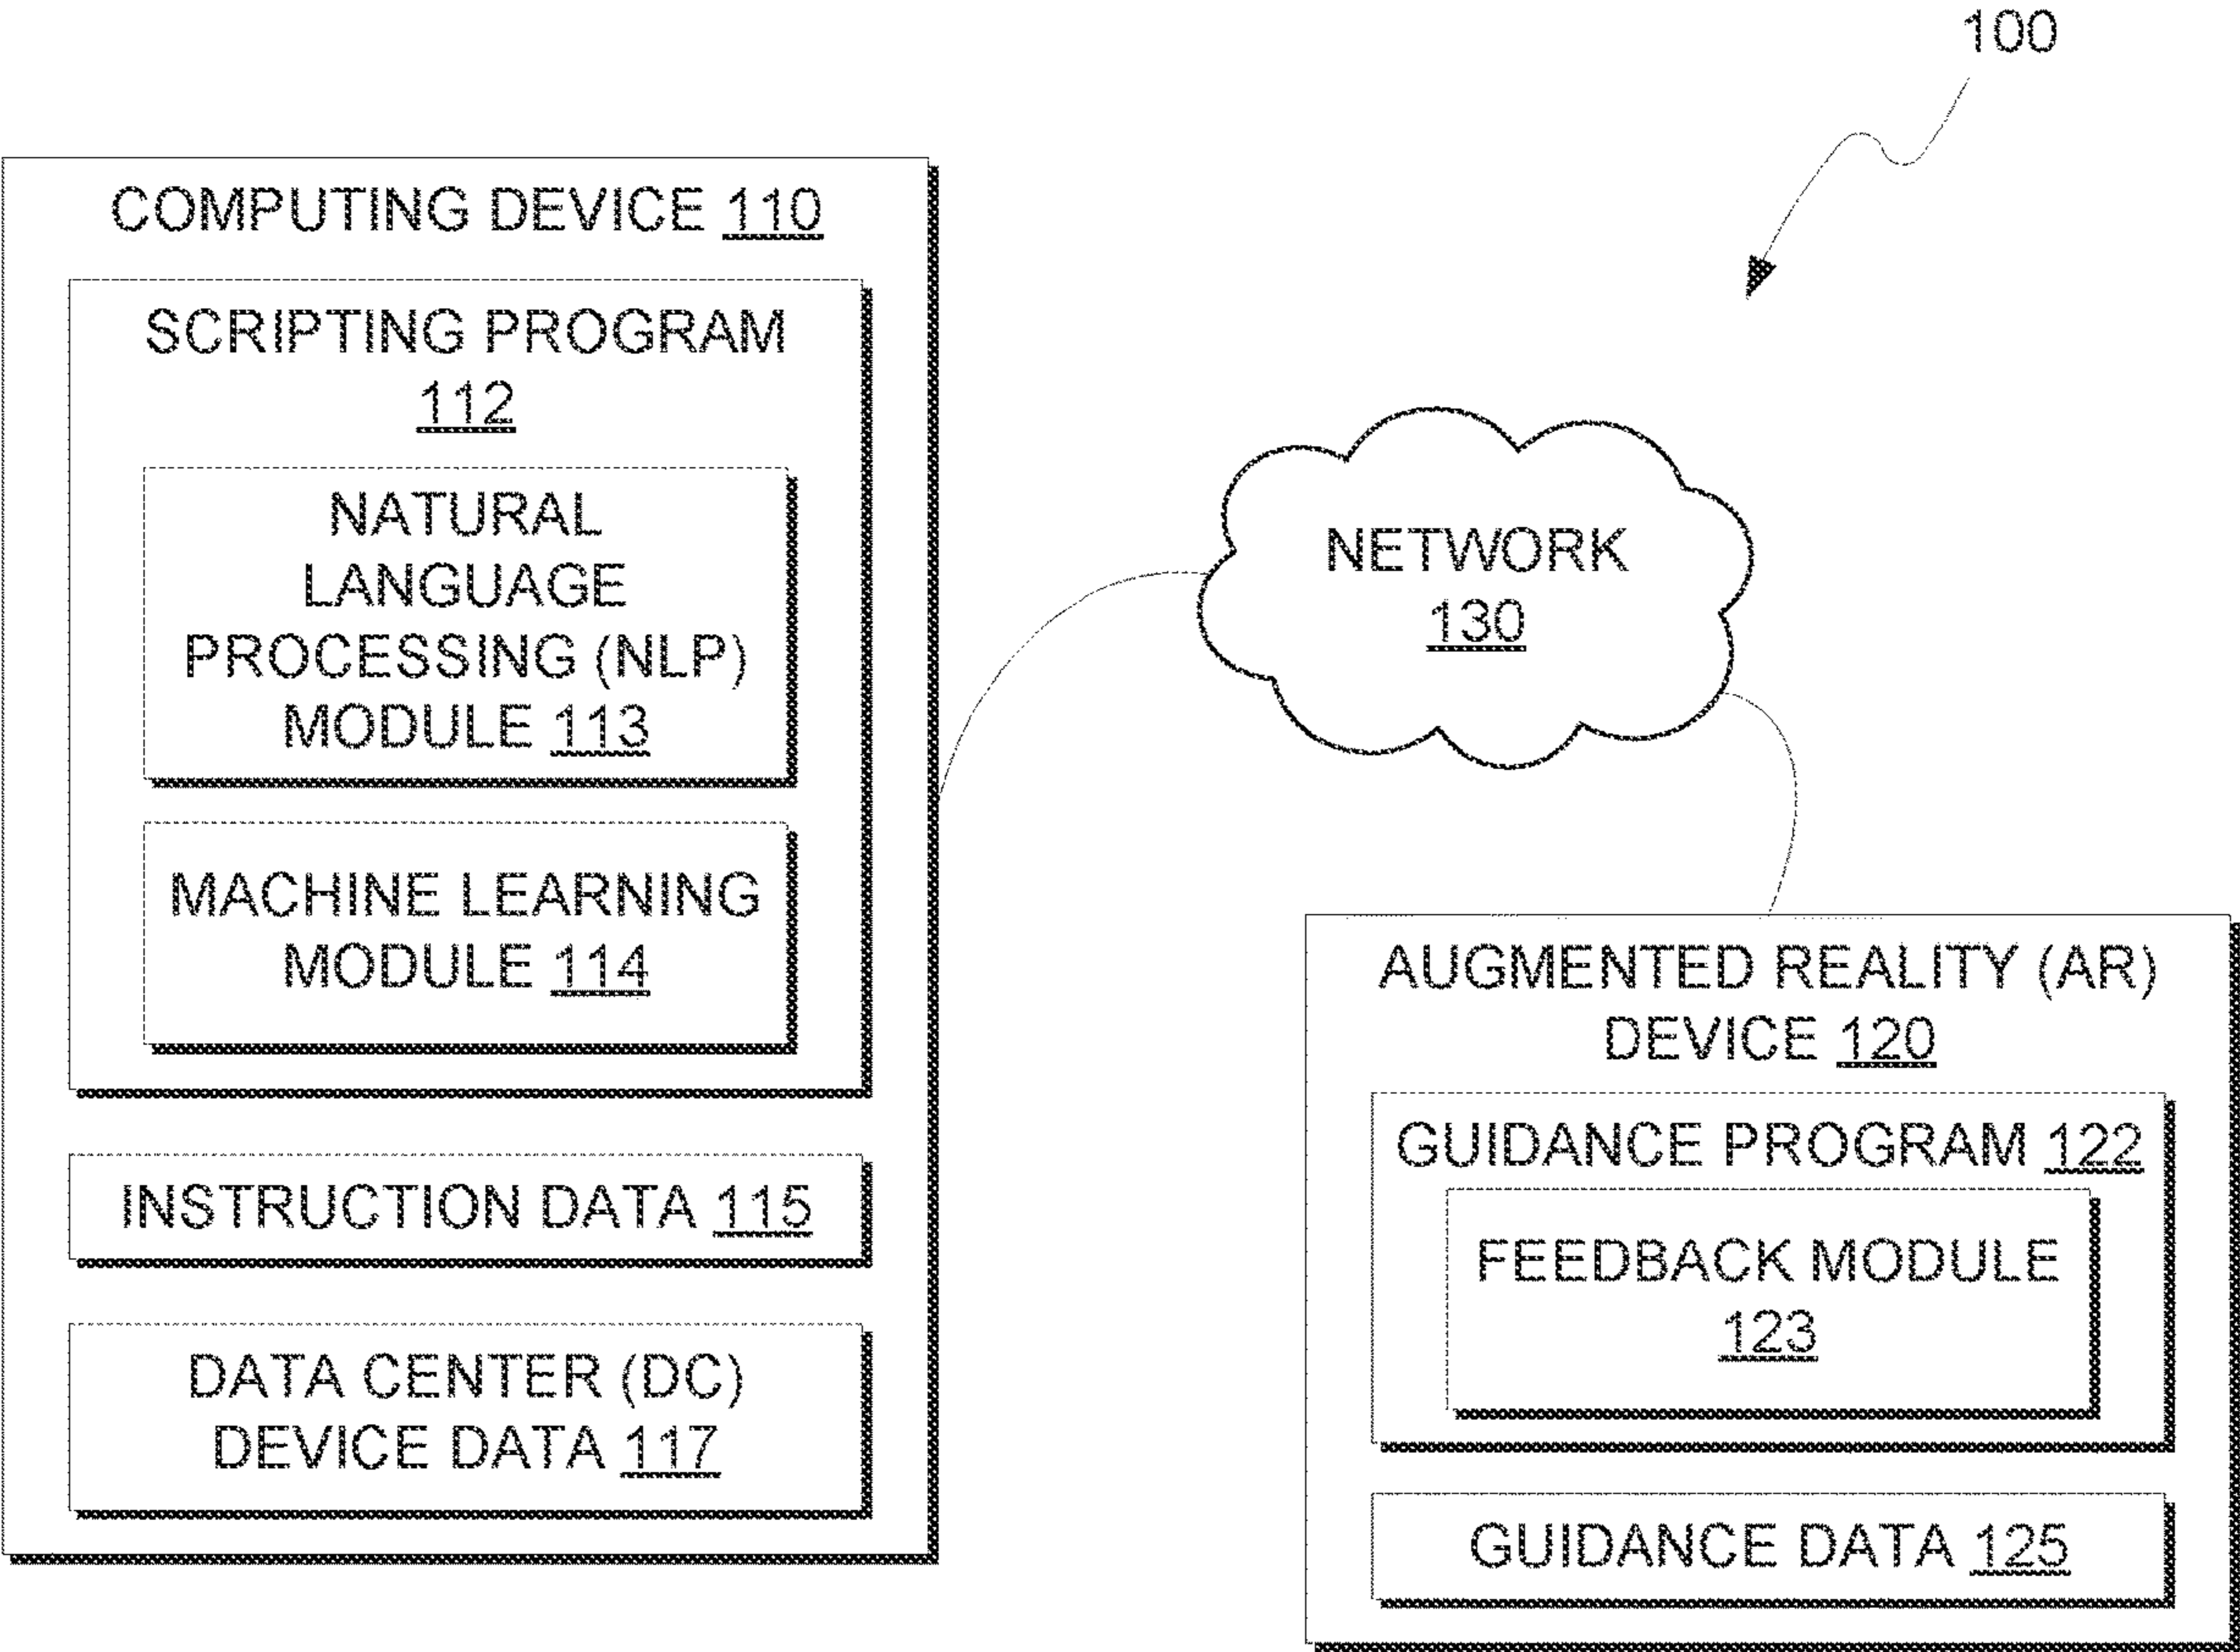 100
COMPUTING DEVICE 110
SCRIPTING PROGRAM
112
NATURAL
LANGUAGE
PROCESSING (NLP)
MODULE 113
MACHINE LEARNING
MODULE 114
INSTRUCTION DATA 115
DATA CENTER (DC)
DEVICE DATA 117
NETWORK
130
AUGMENTED REALITY (AR)
DEVICE 120
GUIDANCE PROGRAM 122
FEEDBACK MODULE
123
GUIDANCE DATA 125